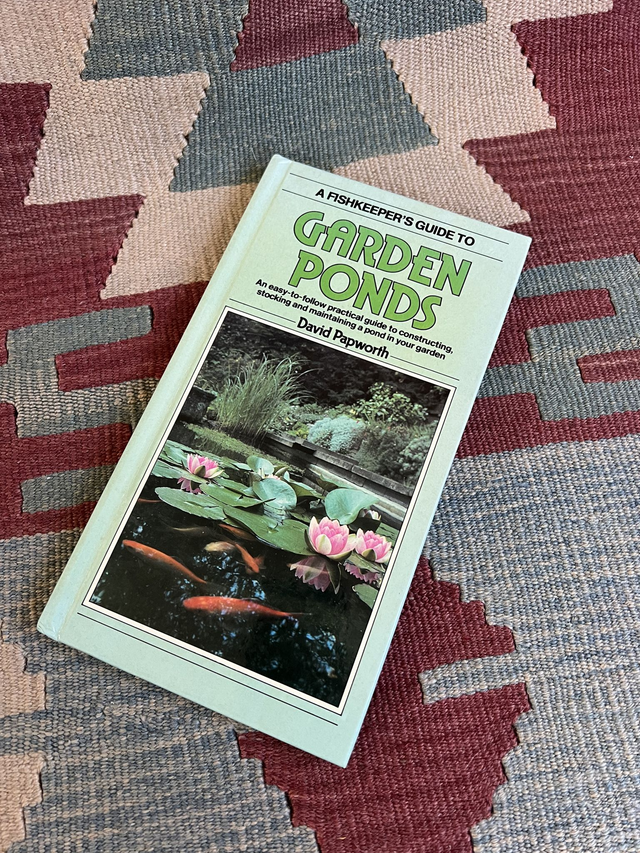 A FISHKEEPER'S GUIDE TO
GARDEN
PONDS
An easy-to-follow practical guide to constructing,
stocking and maintaining a pond in your garden
David Papworth